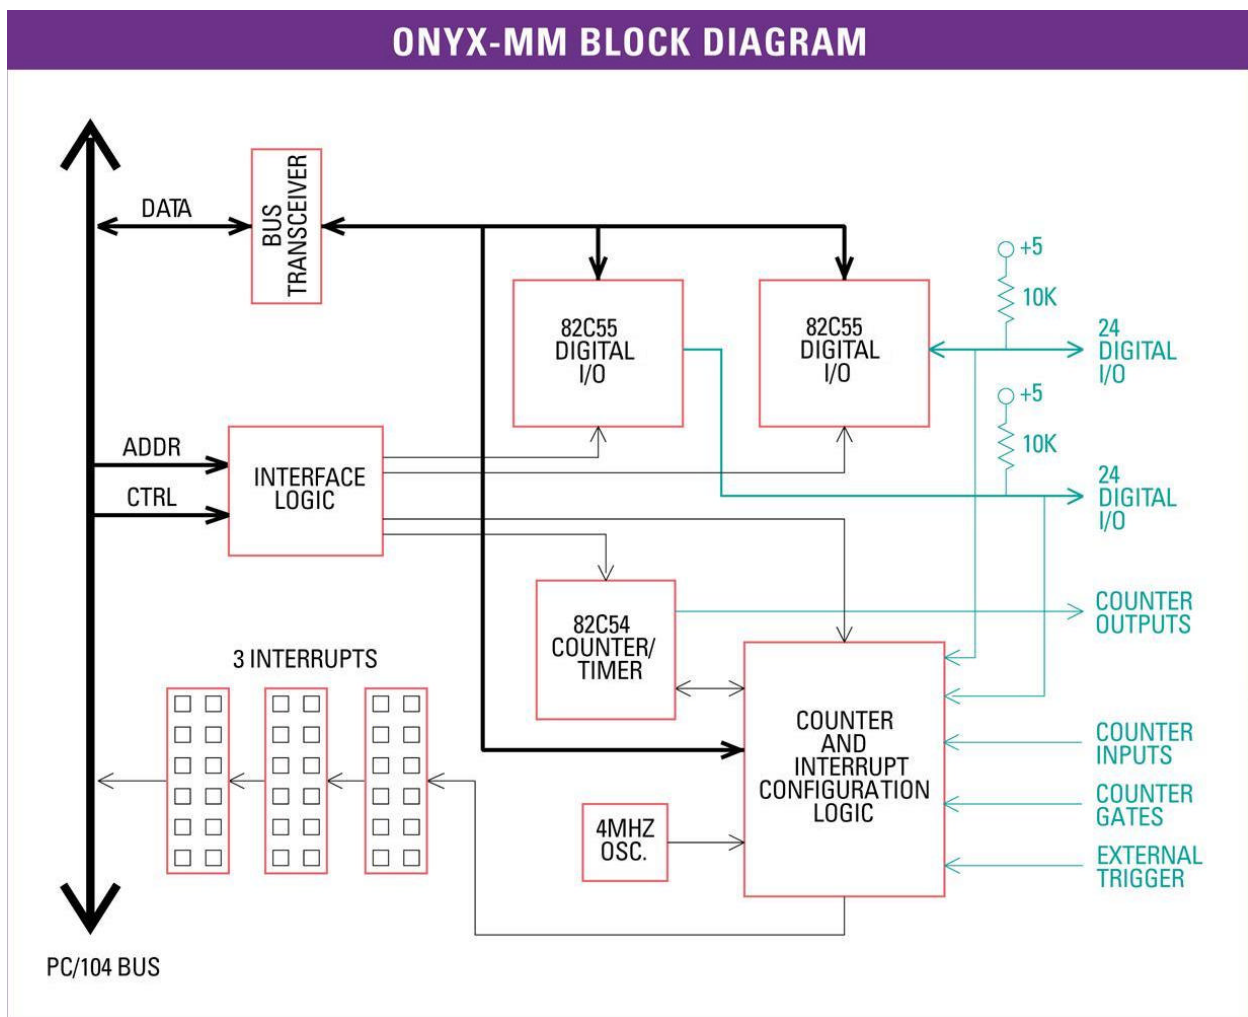 ONYX-MM BLOCK DIAGRAM
DATA
BUS
TRANSCEIVER
+5
10K
82C55
DIGITAL
I/O
82C55
DIGITAL
I/O
24
DIGITAL
I/O
+5
10K
ADDR
CTRL
INTERFACE
LOGIC
24
DIGITAL
I/O
82C54
COUNTER/
TIMER
COUNTER
OUTPUTS
3 INTERRUPTS
COUNTER
AND
INTERRUPT
CONFIGURATION
LOGIC
COUNTER
INPUTS
COUNTER
GATES
4MHZ
OSC.
EXTERNAL
TRIGGER
PC/104 BUS